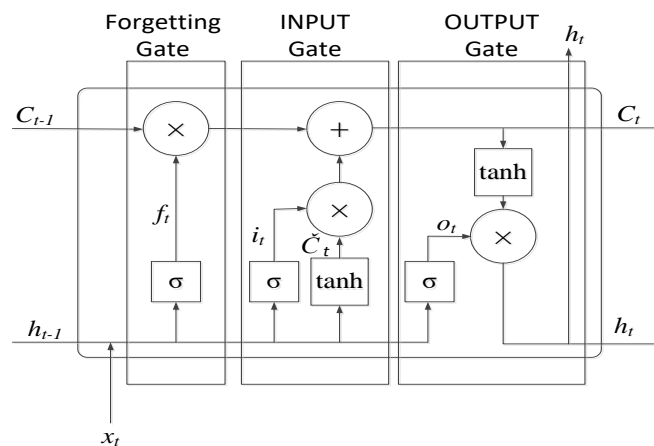 Forgetting Gate
INPUT Gate
OUTPUT Gate
h_t
C_{t-1}
×
+
C_t
tanh
f_t
i_t
×
Č_t
o_t
×
σ
σ
tanh
σ
h_{t-1}
h_t
x_t